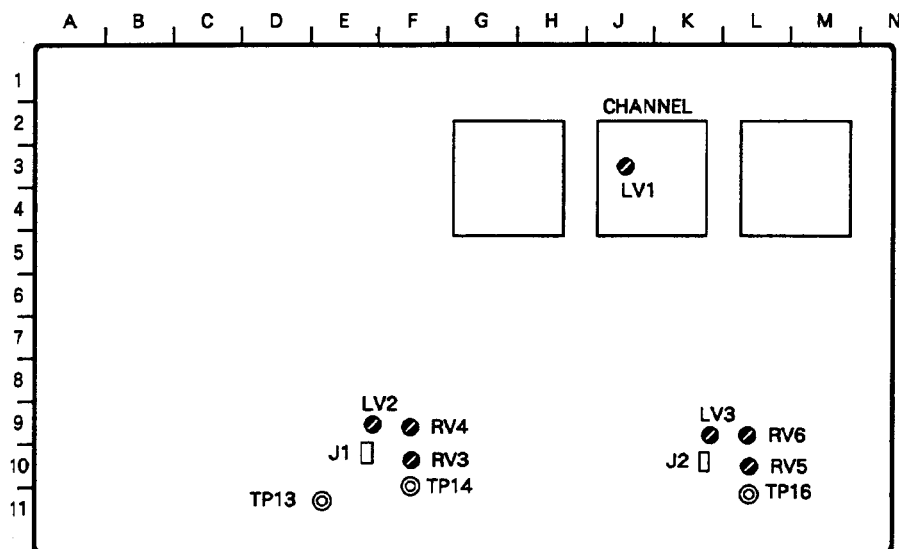 A B C D E F G H J K L M N
1
2 CHANNEL
3
LV1
4
5
6
7
8
LV2 LV3
9 RV4 RV6
J1 J2
10 RV3 RV5
TP14 TP16
11 TP13